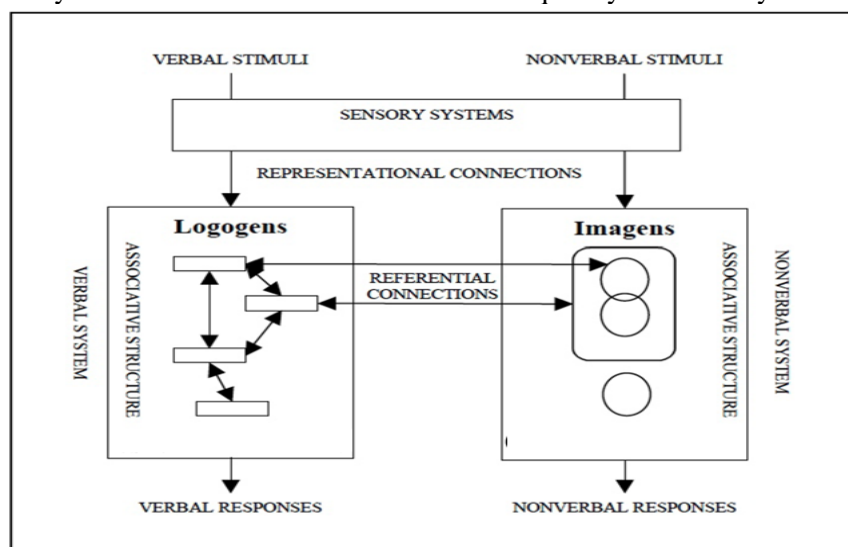 VERBAL STIMULI
NONVERBAL STIMULI
SENSORY SYSTEMS
REPRESENTATIONAL CONNECTIONS
Logogens
Imagens
VERBAL SYSTEM
ASSOCIATIVE STRUCTURE
REFERENTIAL
CONNECTIONS
ASSOCIATIVE STRUCTURE
NONVERBAL SYSTEM
VERBAL RESPONSES
NONVERBAL RESPONSES